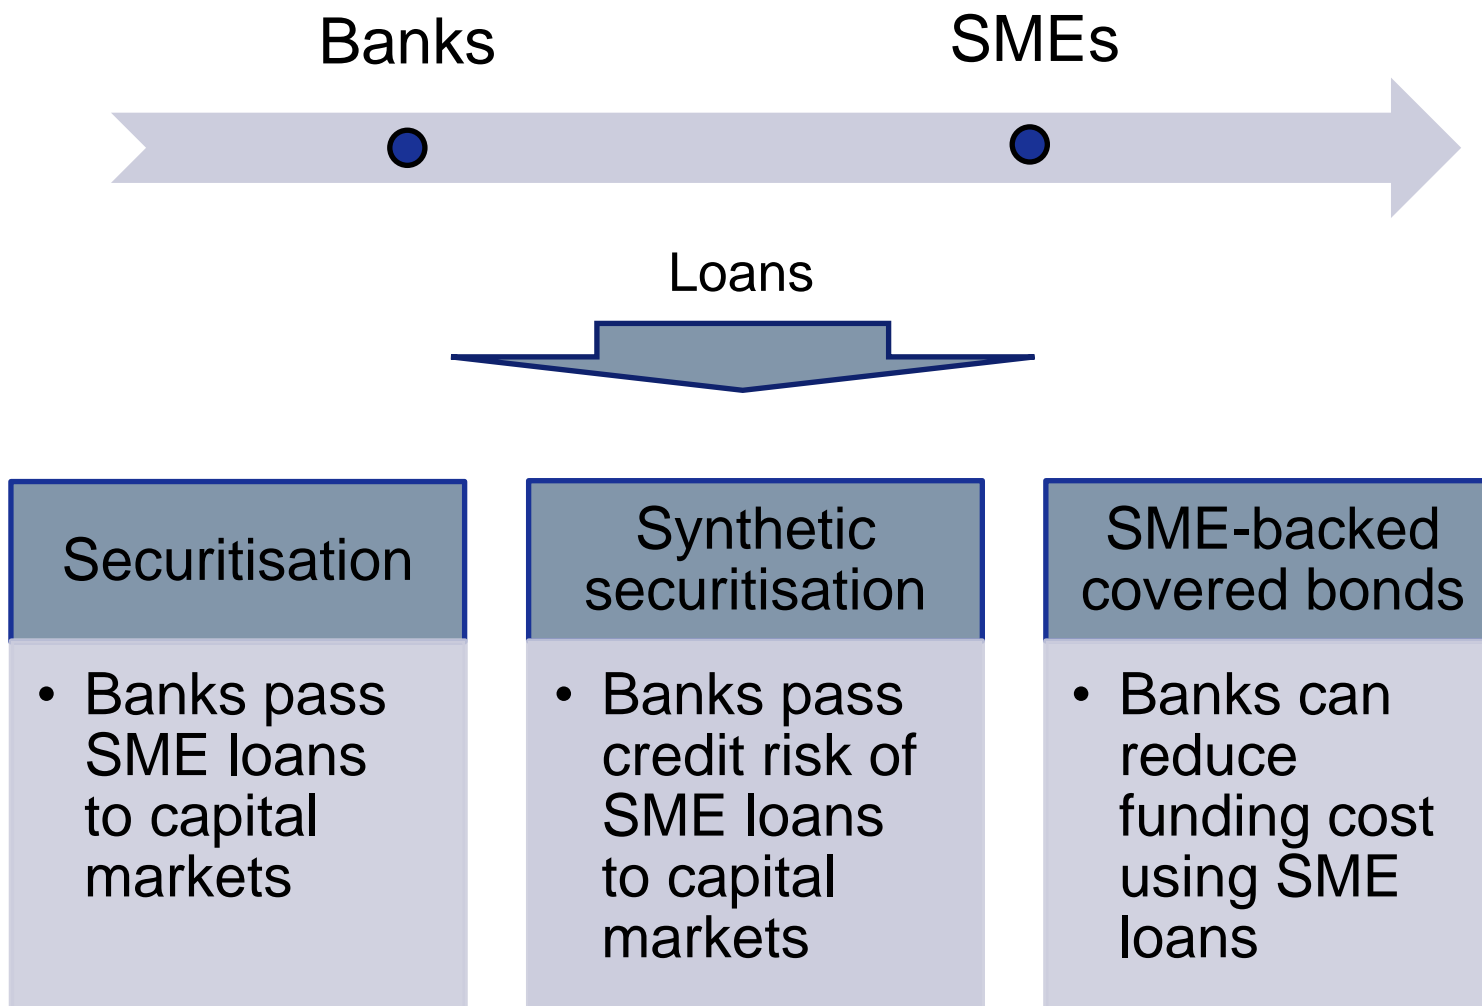 Banks
SMEs
Loans
Securitisation
• Banks pass
SME loans
to capital
markets
Synthetic
securitisation
• Banks pass
credit risk of
SME loans
to capital
markets
SME-backed
covered bonds
• Banks can
reduce
funding cost
using SME
loans